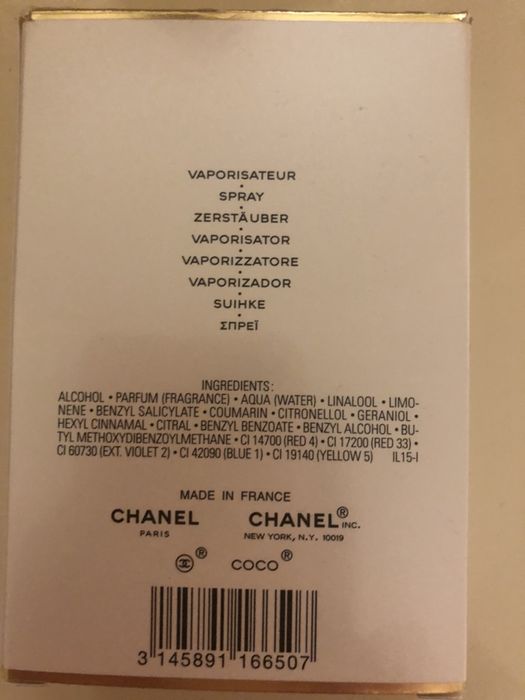 VAPORISATEUR
•
SPRAY
•
ZERSTÄUBER
•
VAPORISATOR
•
VAPORIZZATORE
•
VAPORIZADOR
•
SUIHKE
•
ΣΠΡΕΪ
INGREDIENTS:
ALCOHOL • PARFUM (FRAGRANCE) • AQUA (WATER) • LINALOOL • LIMO-
NENE • BENZYL SALICYLATE • COUMARIN • CITRONELLOL • GERANIOL •
HEXYL CINNAMAL • CITRAL • BENZYL BENZOATE • BENZYL ALCOHOL • BU-
TYL METHOXYDIBENZOYLMETHANE • CI 14700 (RED 4) • CI 17200 (RED 33) •
CI 60730 (EXT. VIOLET 2) • CI 42090 (BLUE 1) • CI 19140 (YELLOW 5) IL15-I
MADE IN FRANCE
CHANEL CHANEL® INC.
PARIS NEW YORK, N.Y. 10019
® COCO®
3 145891 166507